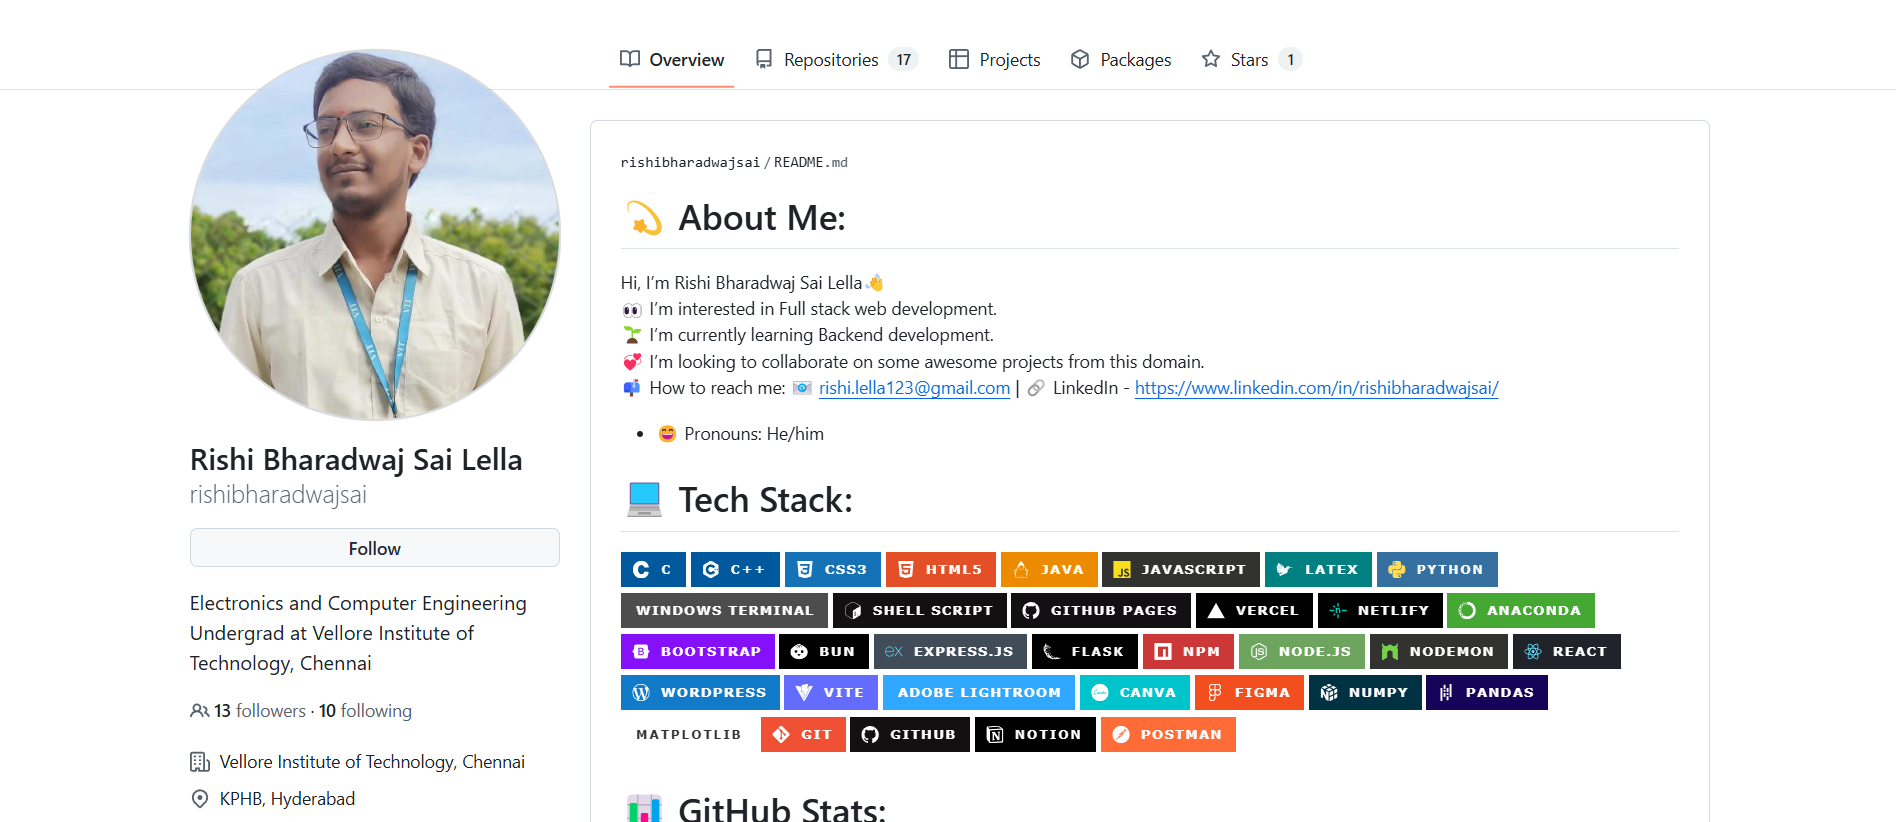 Overview Repositories 17 Projects Packages Stars 1
rishibharadwajsai / README.md
About Me:
Hi, I’m Rishi Bharadwaj Sai Lella👋
👀 I’m interested in Full stack web development.
🌱 I’m currently learning Backend development.
💞️ I’m looking to collaborate on some awesome projects from this domain.
📫 How to reach me: 📧 rishi.lella123@gmail.com | 🔗 LinkedIn - https://www.linkedin.com/in/rishibharadwajsai/
• 😄 Pronouns: He/him
Tech Stack:
C C++ CSS3 HTML5 JAVA JS JAVASCRIPT LATEX PYTHON
WINDOWS TERMINAL SHELL SCRIPT GITHUB PAGES VERCEL NETLIFY ANACONDA
BOOTSTRAP BUN EX EXPRESS.JS FLASK NPM NODE.JS NODEMON REACT
WORDPRESS VITE ADOBE LIGHTROOM CANVA FIGMA NUMPY PANDAS
MATPLOTLIB GIT GITHUB NOTION POSTMAN
GitHub Stats:
VIT
VIT
VIT
VIT
Rishi Bharadwaj Sai Lella
rishibharadwajsai
Follow
Electronics and Computer Engineering
Undergrad at Vellore Institute of
Technology, Chennai
13 followers · 10 following
Vellore Institute of Technology, Chennai
KPHB, Hyderabad